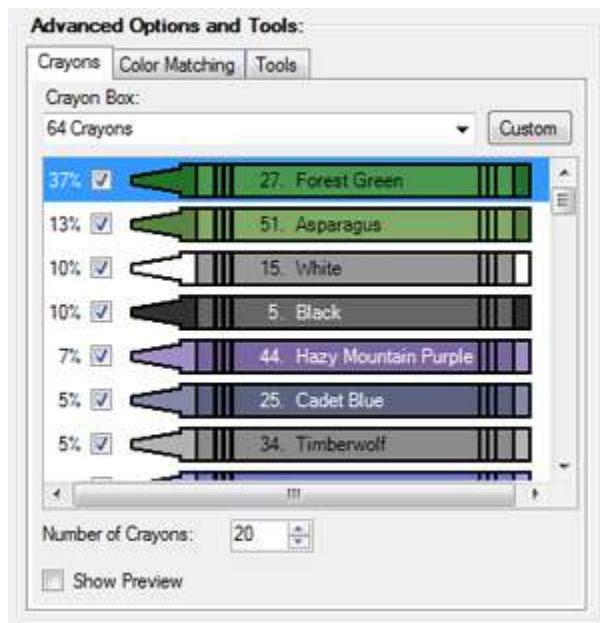 Advanced Options and Tools:
Crayons Color Matching Tools
Crayon Box:
64 Crayons Custom
37% 27. Forest Green
13% 51. Asparagus
10% 15. White
10% 5. Black
7% 44. Hazy Mountain Purple
5% 25. Cadet Blue
5% 34. Timberwolf
Number of Crayons: 20
Show Preview